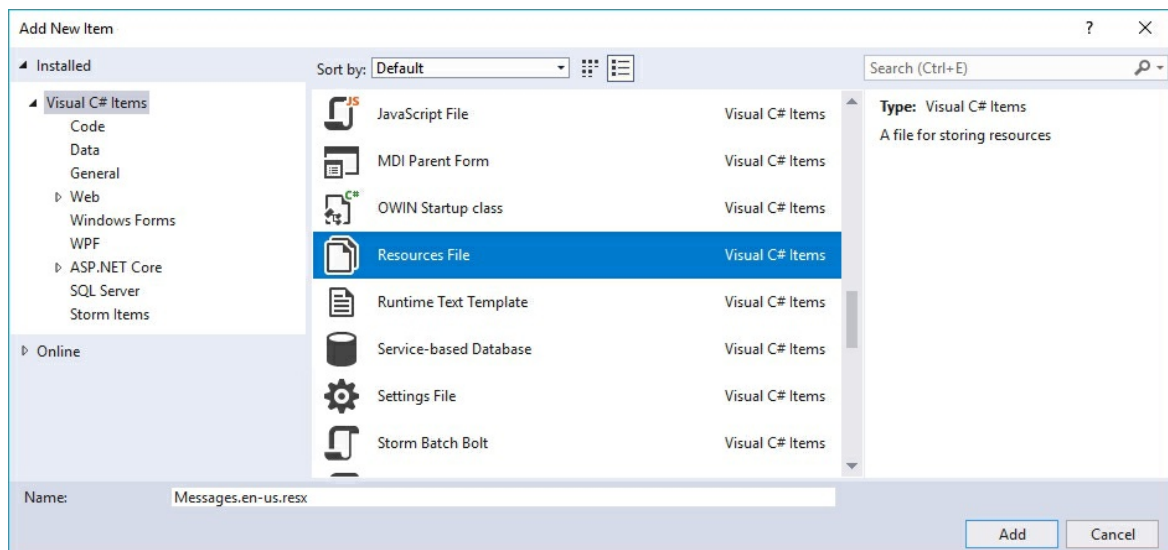 Add New Item
?
Installed
Sort by: Default
Search (Ctrl+E)
Visual C# Items
Code
Data
General
Web
Windows Forms
WPF
ASP.NET Core
SQL Server
Storm Items
Online
JS
JavaScript File Visual C# Items
MDI Parent Form Visual C# Items
C#
OWIN Startup class Visual C# Items
Resources File Visual C# Items
Runtime Text Template Visual C# Items
Service-based Database Visual C# Items
Settings File Visual C# Items
Storm Batch Bolt Visual C# Items
Type: Visual C# Items
A file for storing resources
Name: Messages.en-us.resx
Add Cancel